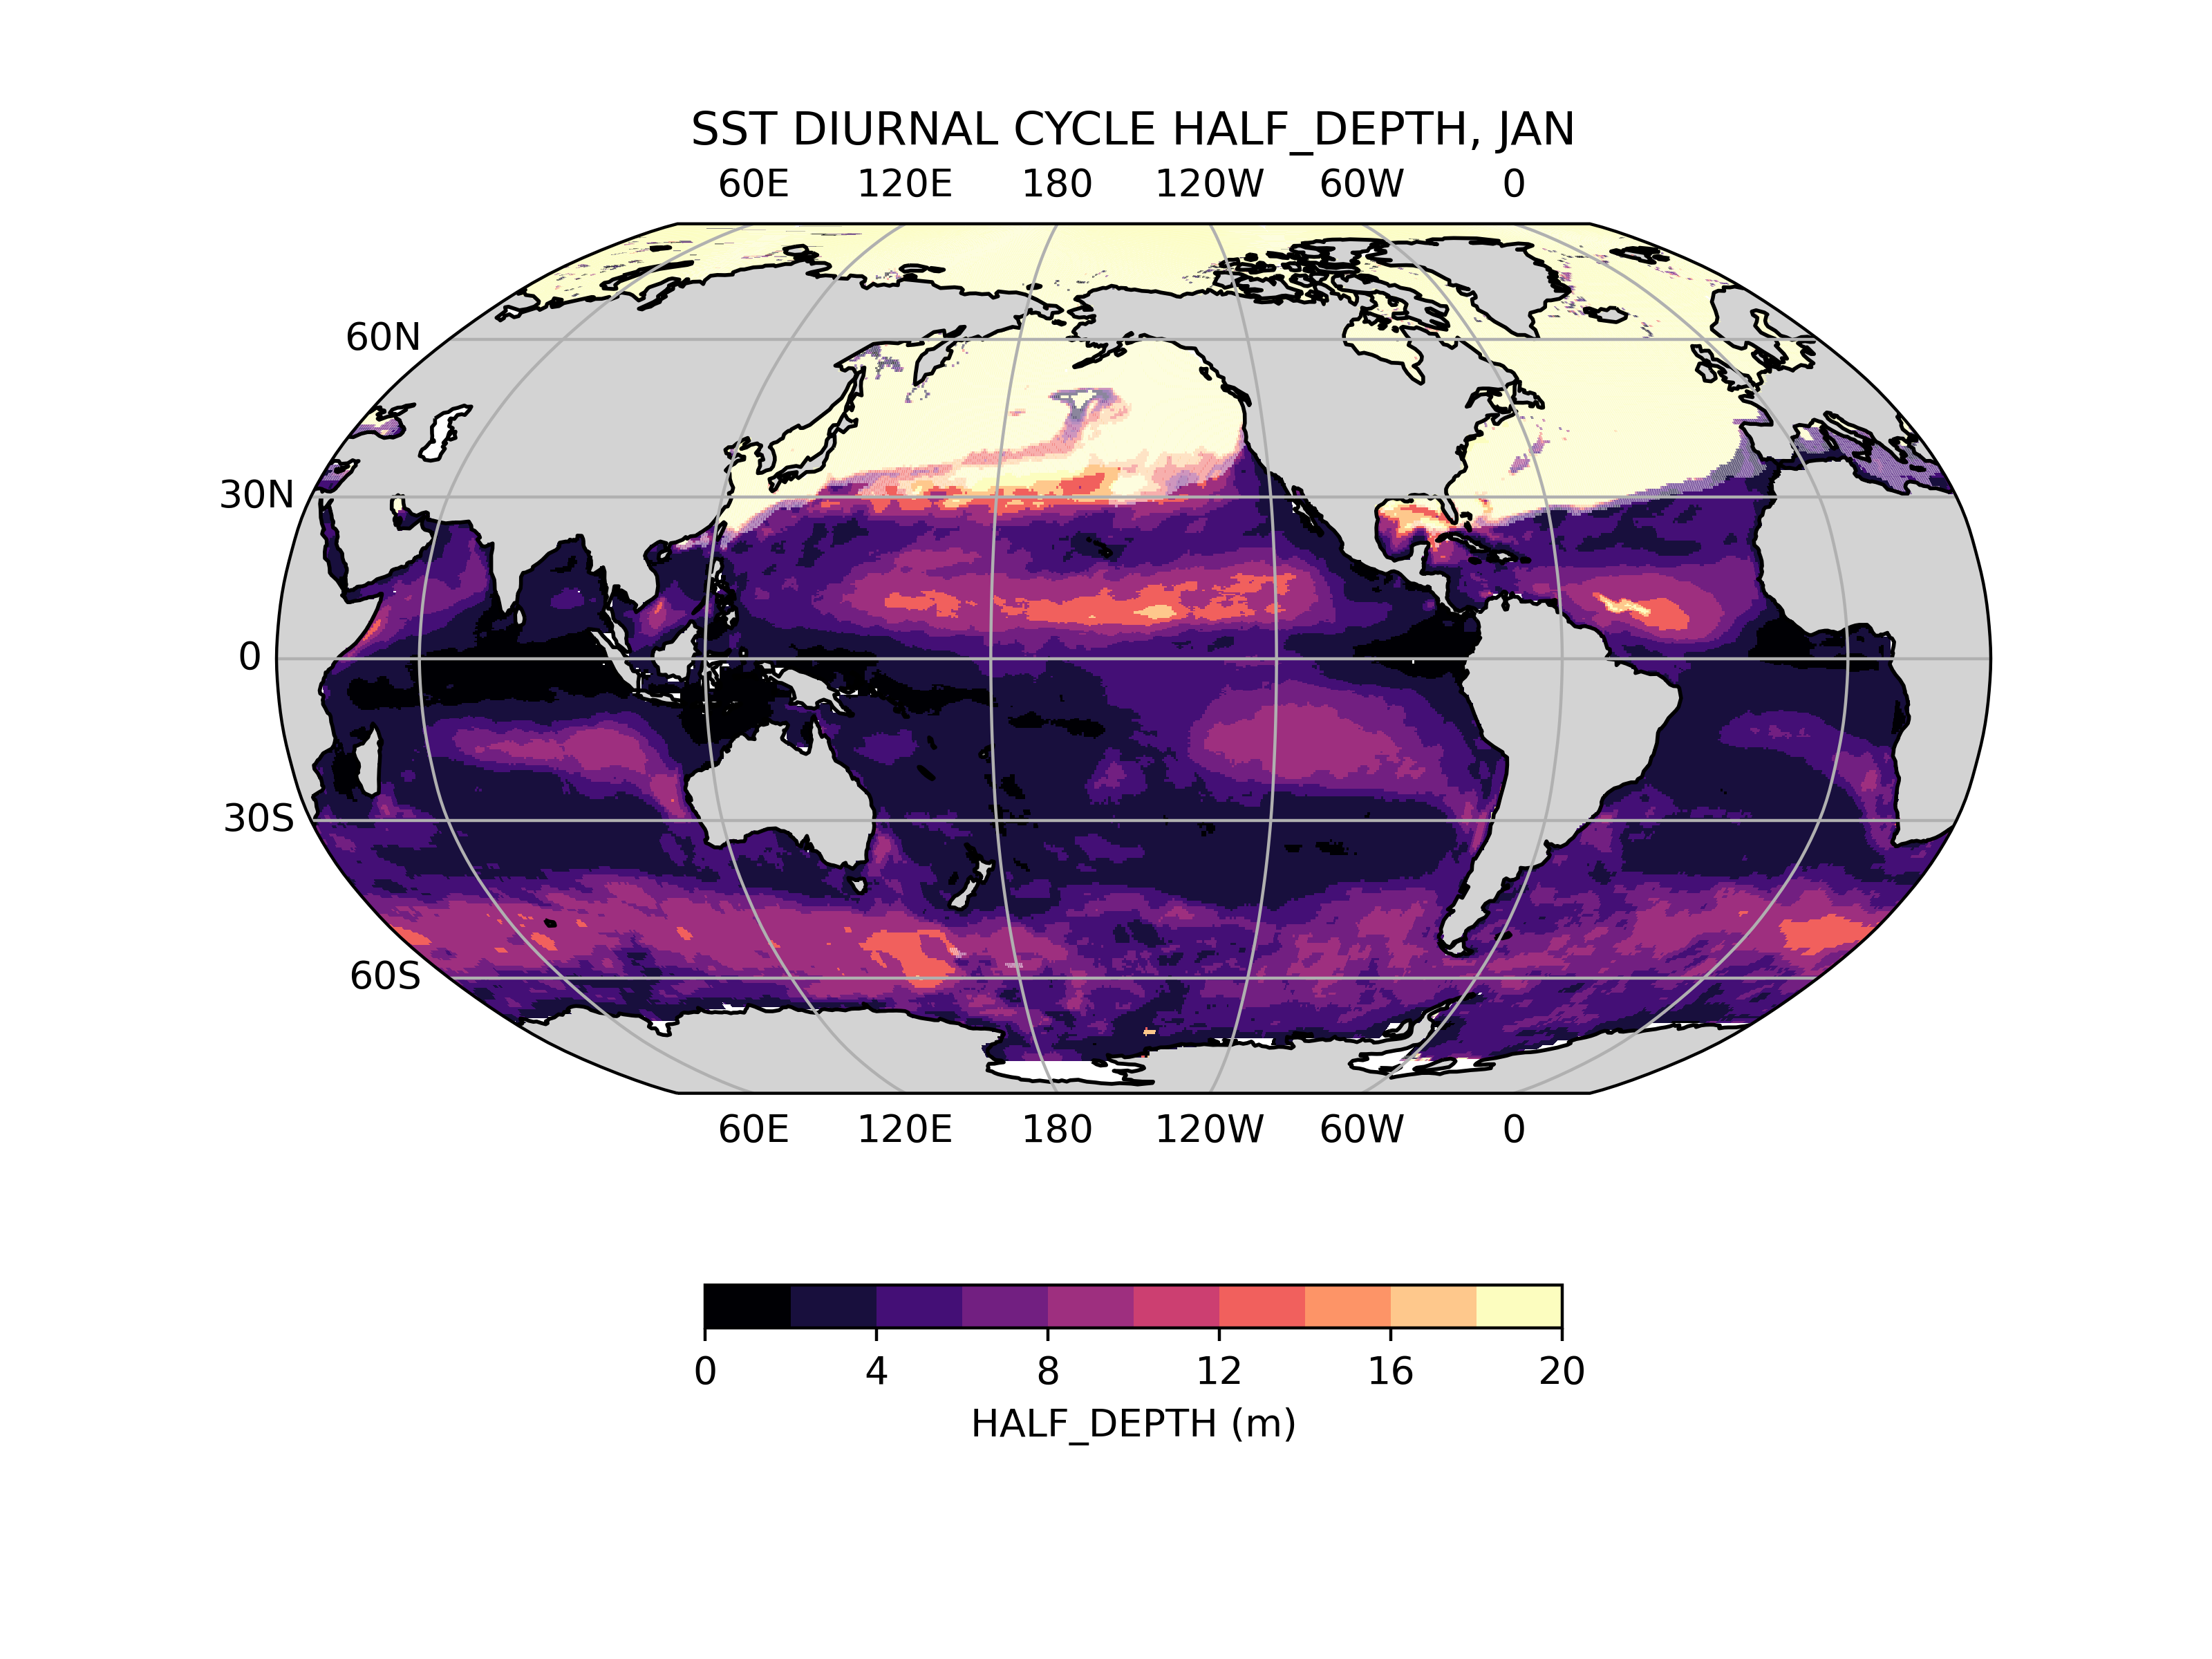 SST DIURNAL CYCLE HALF_DEPTH, JAN
60E 120E 180 120W 60W 0
60N
30N
0
30S
60S
60E 120E 180 120W 60W 0
0 4 8 12 16 20
HALF_DEPTH (m)